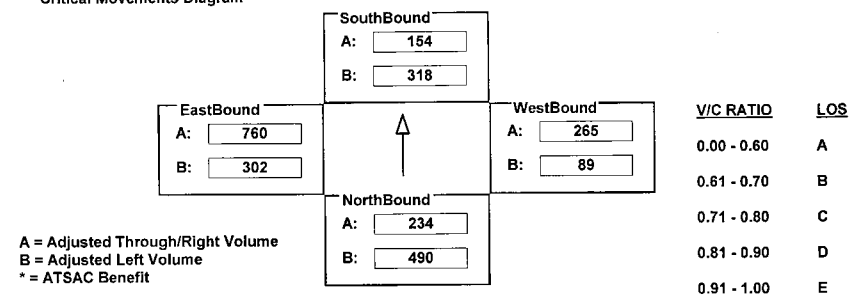 Critical Movements Diagram
SouthBound
A: 154
B: 318
EastBound
A: 760
B: 302
WestBound
A: 265
B: 89
NorthBound
A: 234
B: 490
A = Adjusted Through/Right Volume
B = Adjusted Left Volume
* = ATSAC Benefit
V/C RATIO LOS
0.00 - 0.60 A
0.61 - 0.70 B
0.71 - 0.80 C
0.81 - 0.90 D
0.91 - 1.00 E